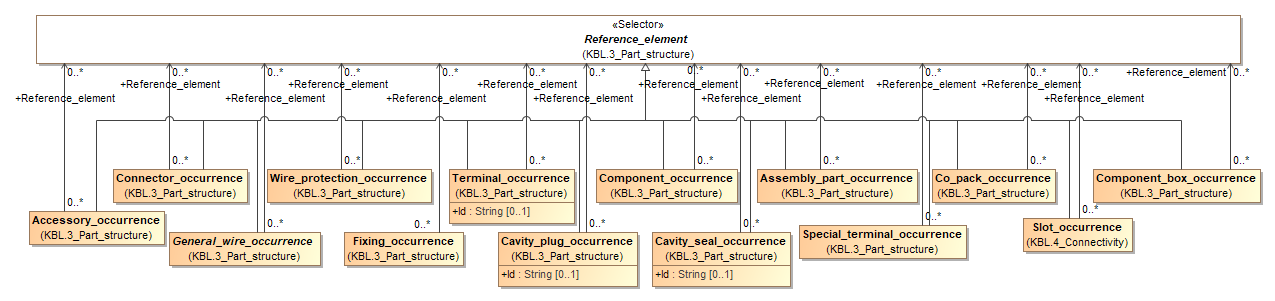 «Selector»
Reference_element
(KBL.3_Part_structure)
0..* 0..* 0..* 0..* 0..* 0..* 0..* 0..* 0..* 0..* 0..* 0..* 0..* 0..*
+Reference_element +Reference_element +Reference_element +Reference_element +Reference_element +Reference_element +Reference_element
+Reference_element +Reference_element +Reference_element +Reference_element +Reference_element +Reference_element +Reference_element
0..* 0..* 0..* 0..* 0..* 0..* 0..*
Connector_occurrence
(KBL.3_Part_structure)
Wire_protection_occurrence
(KBL.3_Part_structure)
Terminal_occurrence
(KBL.3_Part_structure)
+Id : String [0..1]
Component_occurrence
(KBL.3_Part_structure)
Assembly_part_occurrence
(KBL.3_Part_structure)
Co_pack_occurrence
(KBL.3_Part_structure)
Component_box_occurrence
(KBL.3_Part_structure)
0..* 0..* 0..* 0..* 0..* 0..* 0..*
Accessory_occurrence
(KBL.3_Part_structure)
General_wire_occurrence
(KBL.3_Part_structure)
Fixing_occurrence
(KBL.3_Part_structure)
Cavity_plug_occurrence
(KBL.3_Part_structure)
+Id : String [0..1]
Cavity_seal_occurrence
(KBL.3_Part_structure)
+Id : String [0..1]
Special_terminal_occurrence
(KBL.3_Part_structure)
Slot_occurrence
(KBL.4_Connectivity)